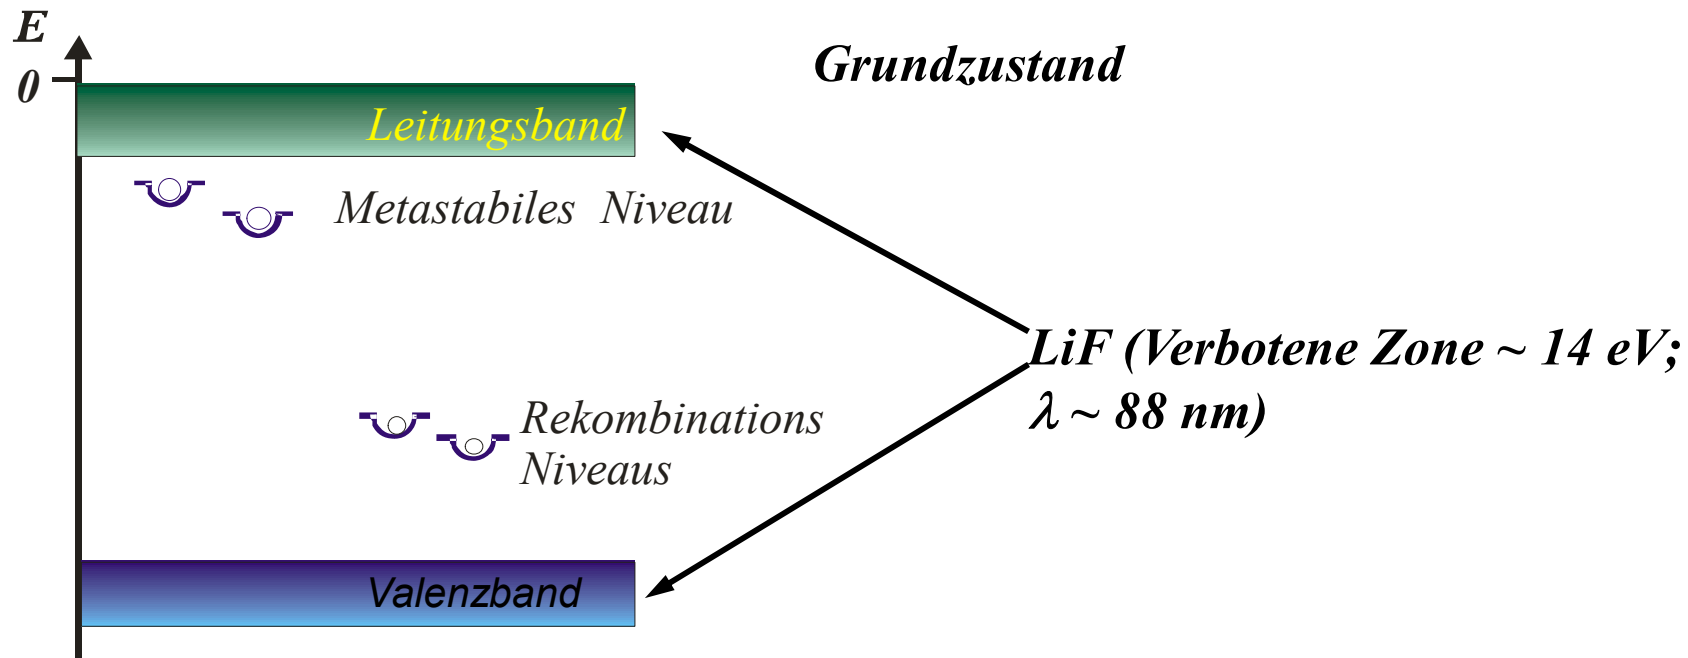 E
0
Grundzustand
Leitungsband
Metastabiles Niveau
LiF (Verbotene Zone ~ 14 eV;
λ ~ 88 nm)
Rekombinations
Niveaus
Valenzband